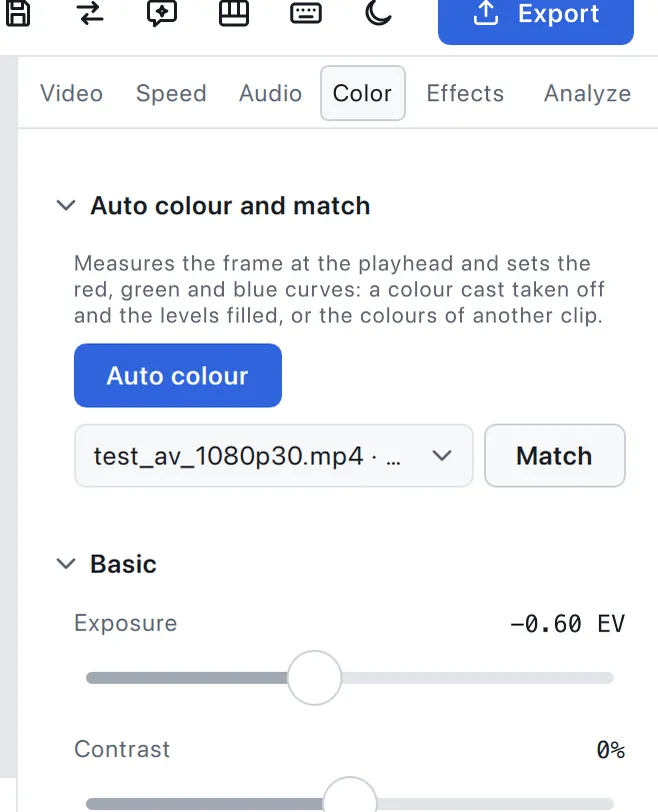 Export
Video Speed Audio Color Effects Analyze
Auto colour and match
Measures the frame at the playhead and sets the
red, green and blue curves: a colour cast taken off
and the levels filled, or the colours of another clip.
Auto colour
test_av_1080p30.mp4 · … Match
Basic
Exposure −0.60 EV
Contrast 0%